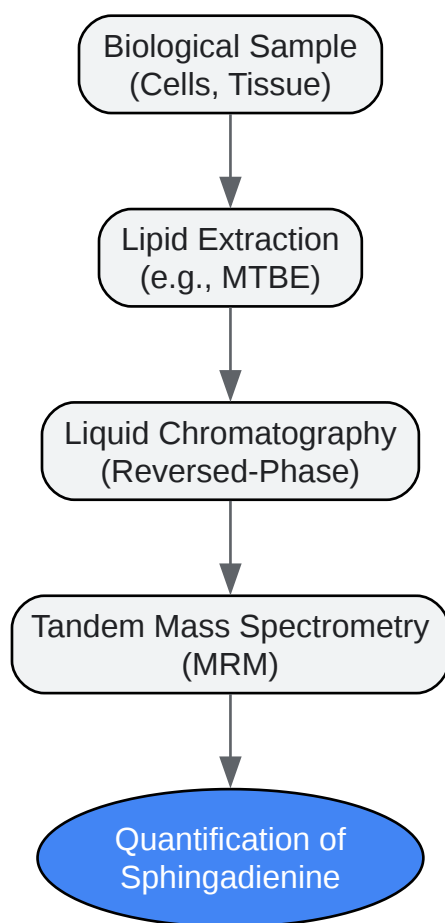 Biological Sample
(Cells, Tissue)
Lipid Extraction
(e.g., MTBE)
Liquid Chromatography
(Reversed-Phase)
Tandem Mass Spectrometry
(MRM)
Quantification of
Sphingadienine